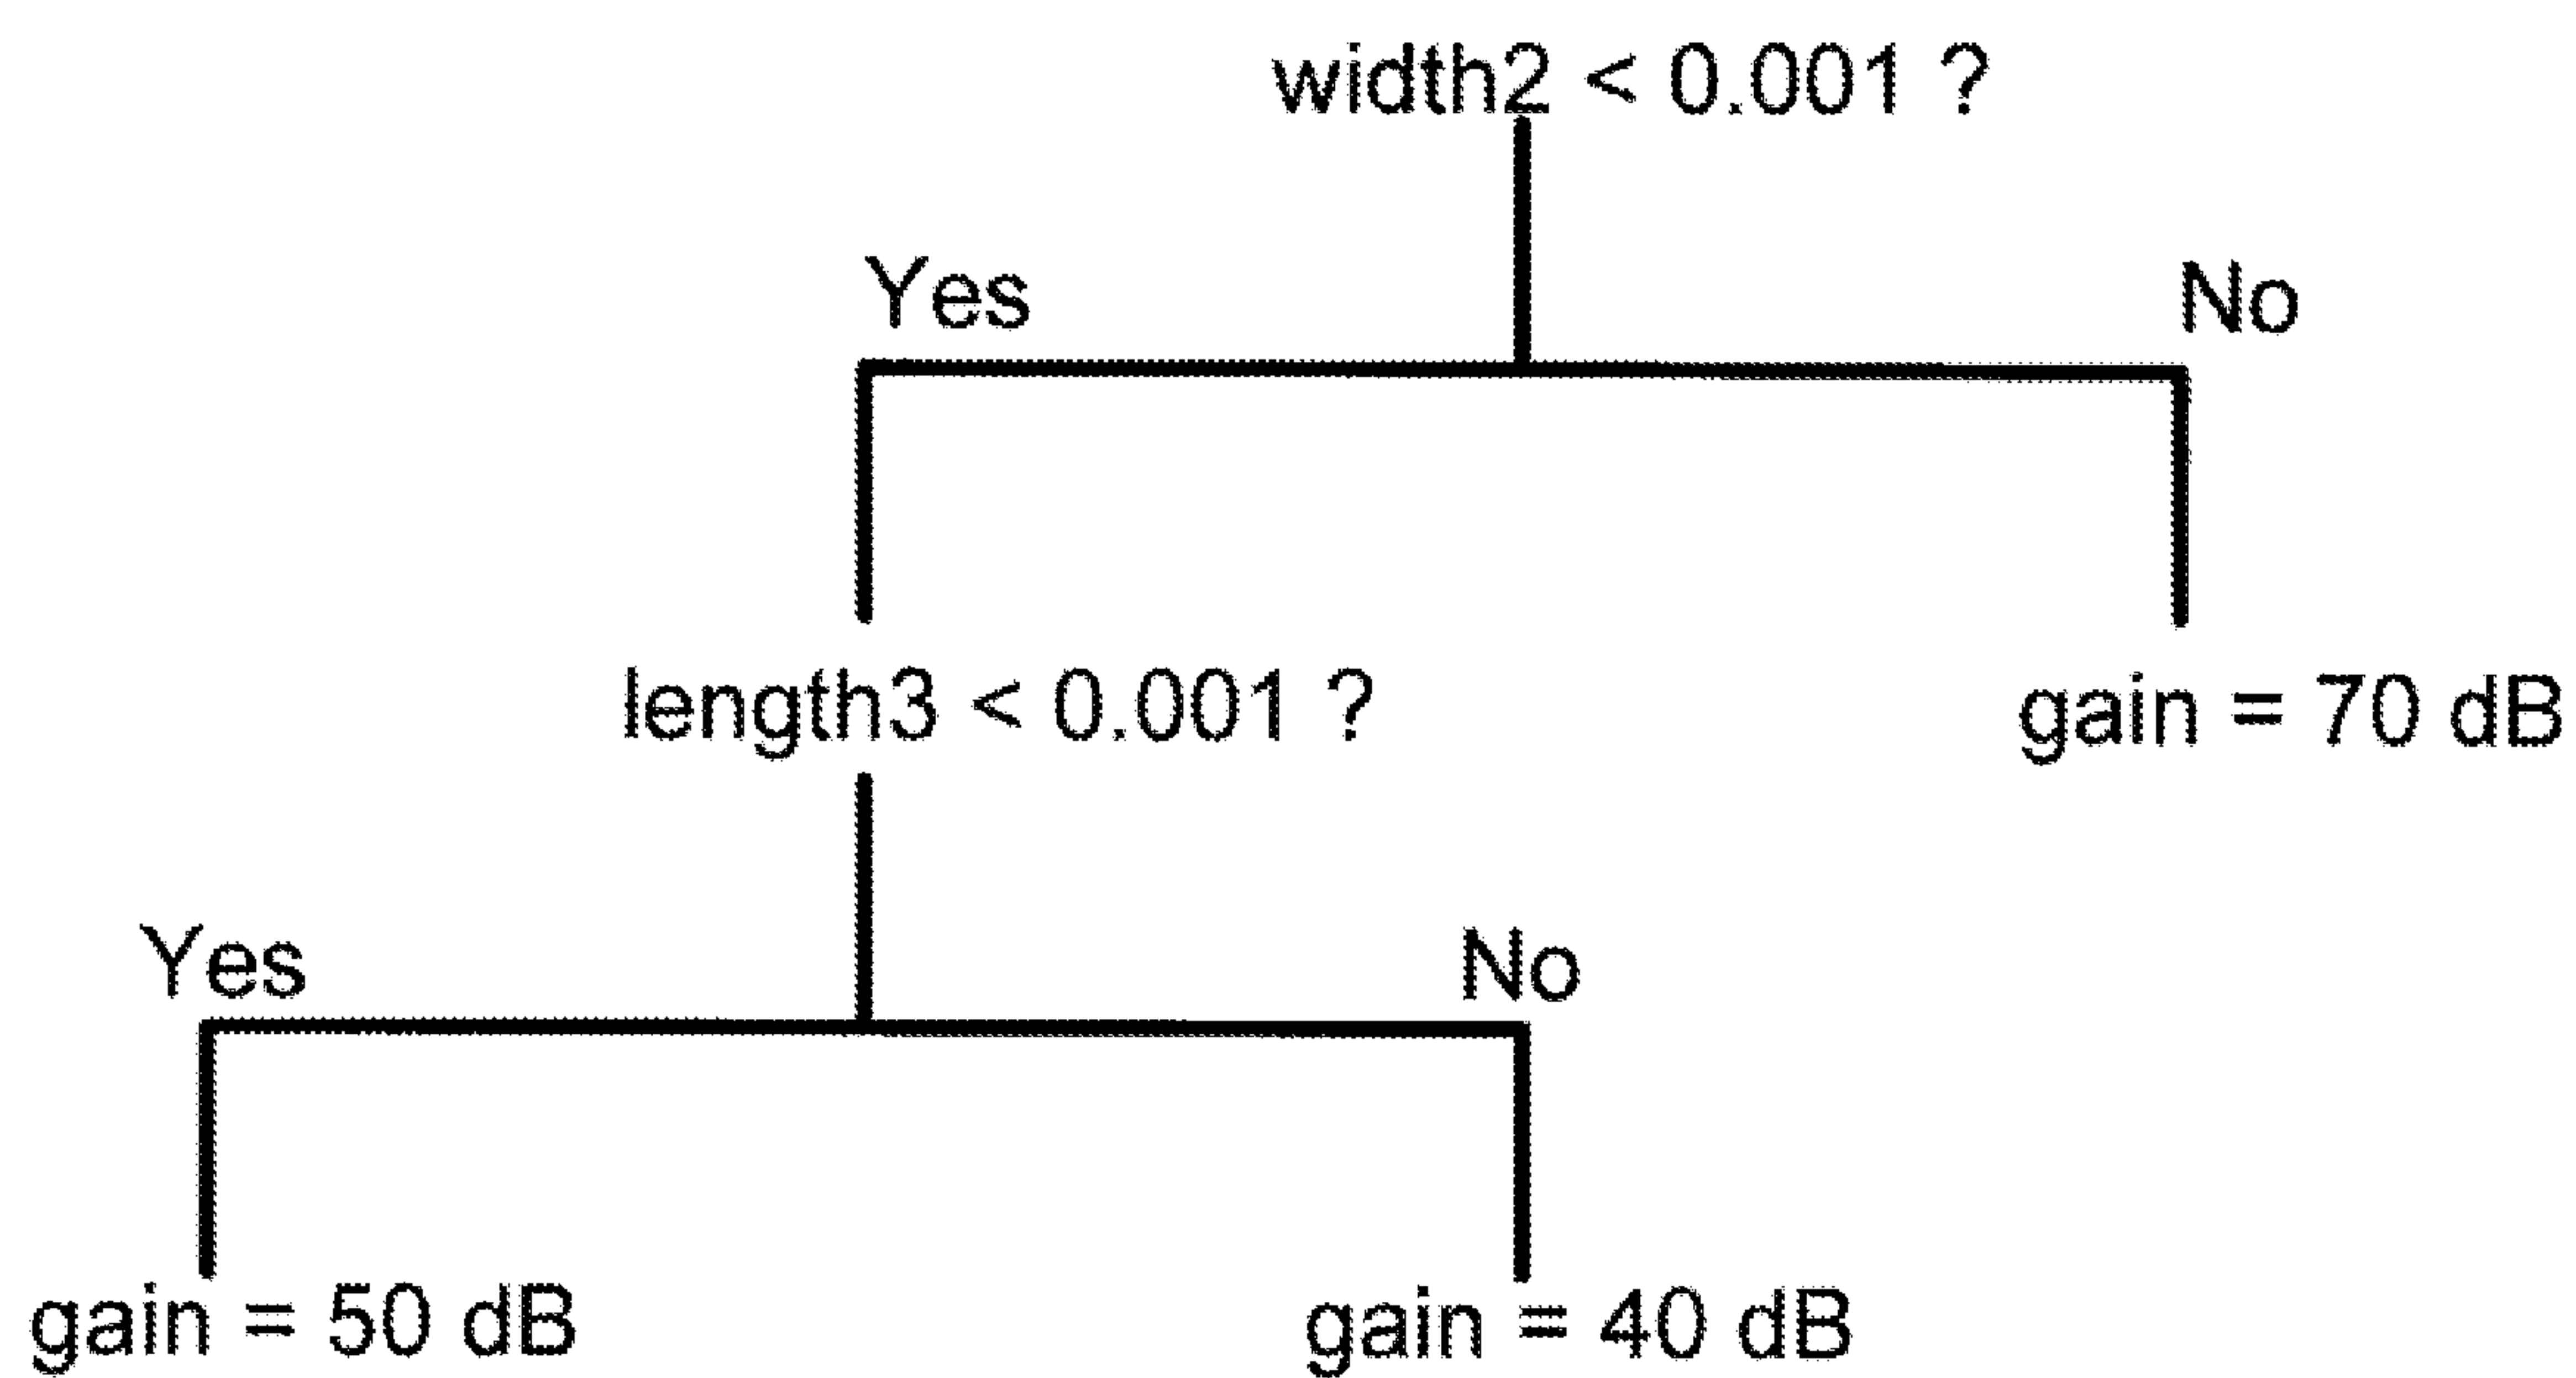 width2 < 0.001 ?
Yes
No
length3 < 0.001 ?
gain = 70 dB
Yes
No
gain = 50 dB
gain = 40 dB